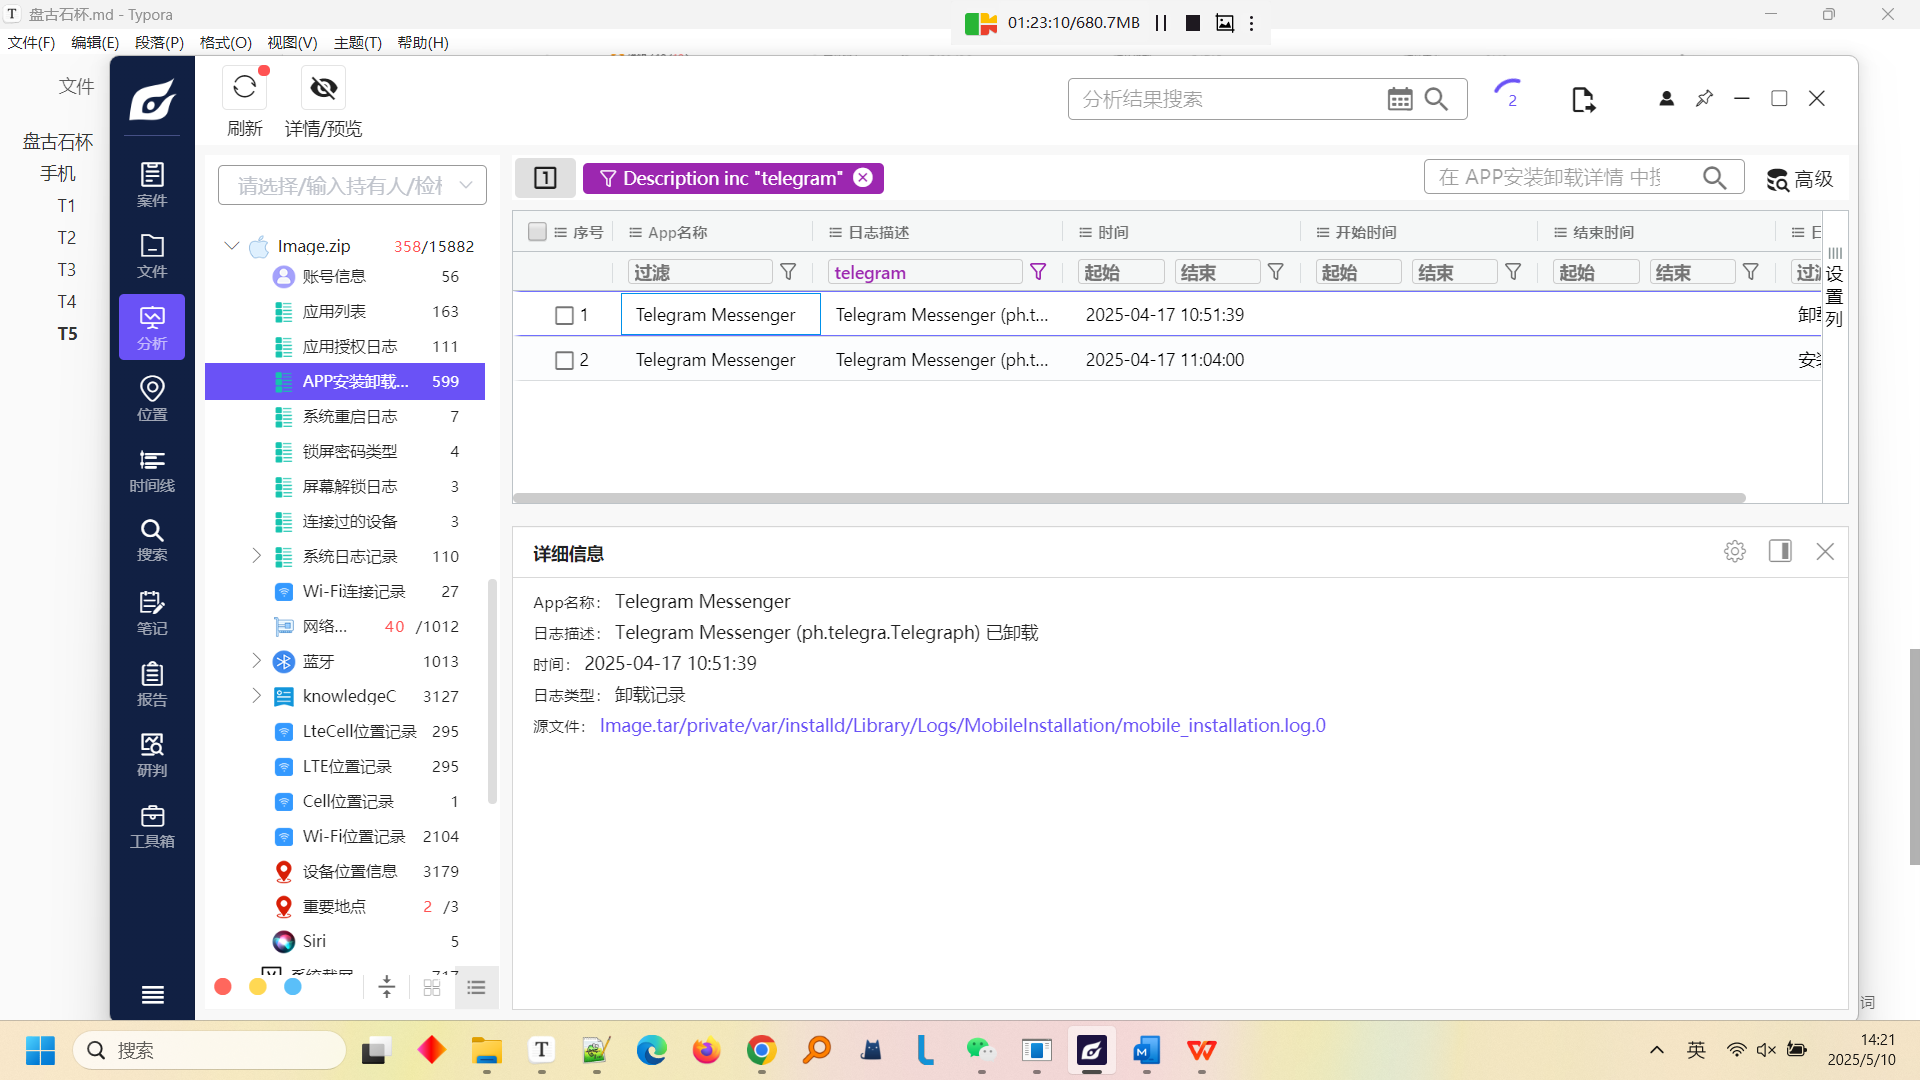 盘古石杯.md - Typora
01:23:10/680.7MB
文件(F) 编辑(E) 段落(P) 格式(O) 视图(V) 主题(T) 帮助(H)
文件
盘古石杯
手机
T1
T2
T3
T4
T5
案件
文件
分析
位置
时间线
搜索
笔记
报告
研判
工具箱
刷新
详情/预览
分析结果搜索
2
请选择/输入持有人/检
Image.zip 358/15882
账号信息 56
应用列表 163
应用授权日志 111
APP安装卸载... 599
系统重启日志 7
锁屏密码类型 4
屏幕解锁日志 3
连接过的设备 3
系统日志记录 110
Wi-Fi连接记录 27
网络... 40 /1012
蓝牙 1013
knowledgeC 3127
LteCell位置记录 295
LTE位置记录 295
Cell位置记录 1
Wi-Fi位置记录 2104
设备位置信息 3179
重要地点 2 /3
Siri 5
1
Description inc "telegram"
在 APP安装卸载详情 中
高级
序号 App名称 日志描述 时间 开始时间 结束时间
过滤 telegram 起始 结束 起始 结束 起始 结束
设置列
1 Telegram Messenger Telegram Messenger (ph.t... 2025-04-17 10:51:39
2 Telegram Messenger Telegram Messenger (ph.t... 2025-04-17 11:04:00
详细信息
App名称： Telegram Messenger
日志描述： Telegram Messenger (ph.telegra.Telegraph) 已卸载
时间： 2025-04-17 10:51:39
日志类型： 卸载记录
源文件： Image.tar/private/var/installd/Library/Logs/MobileInstallation/mobile_installation.log.0
词
搜索
英
14:21
2025/5/10